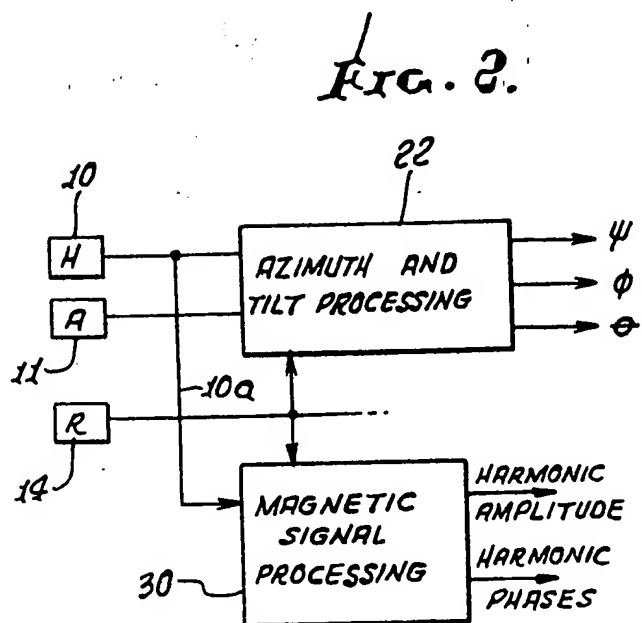 FIG. 2.
10
22
H
AZIMUTH AND
TILT PROCESSING
ψ
ϕ
θ
A
11
10a
R
14
MAGNETIC
SIGNAL
PROCESSING
30
HARMONIC
AMPLITUDE
HARMONIC
PHASES